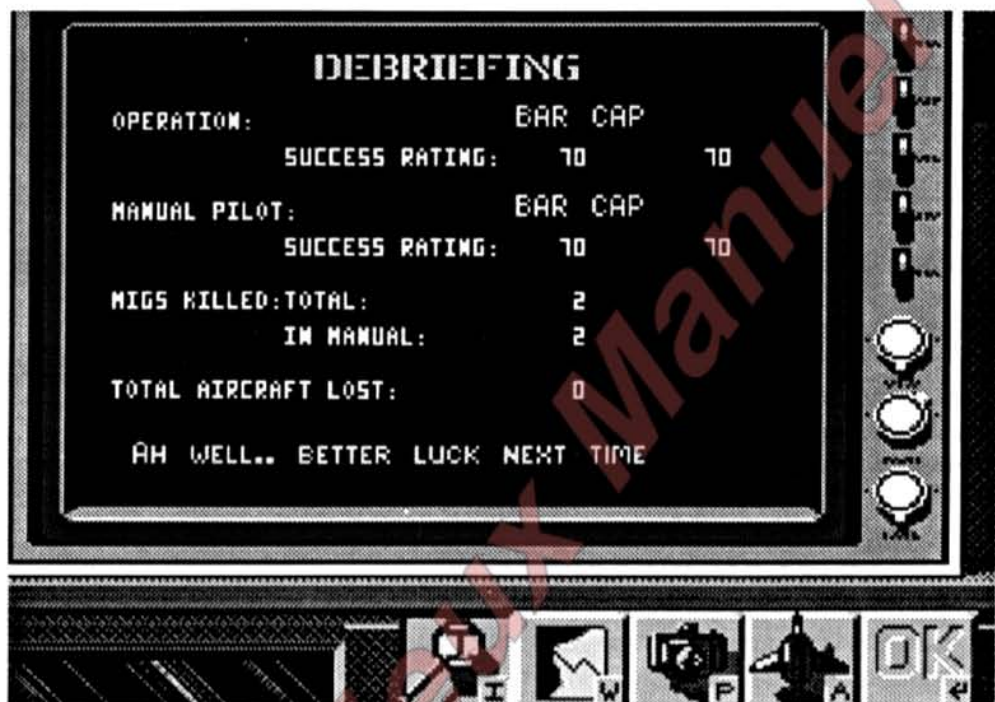 DEBRIEFING
OPERATION: BAR CAP
SUCCESS RATING: 70 70
MANUAL PILOT: BAR CAP
SUCCESS RATING: 70 70
MIGS KILLED: TOTAL: 2
IN MANUAL: 2
TOTAL AIRCRAFT LOST: 0
AH WELL.. BETTER LUCK NEXT TIME
I W P A OK